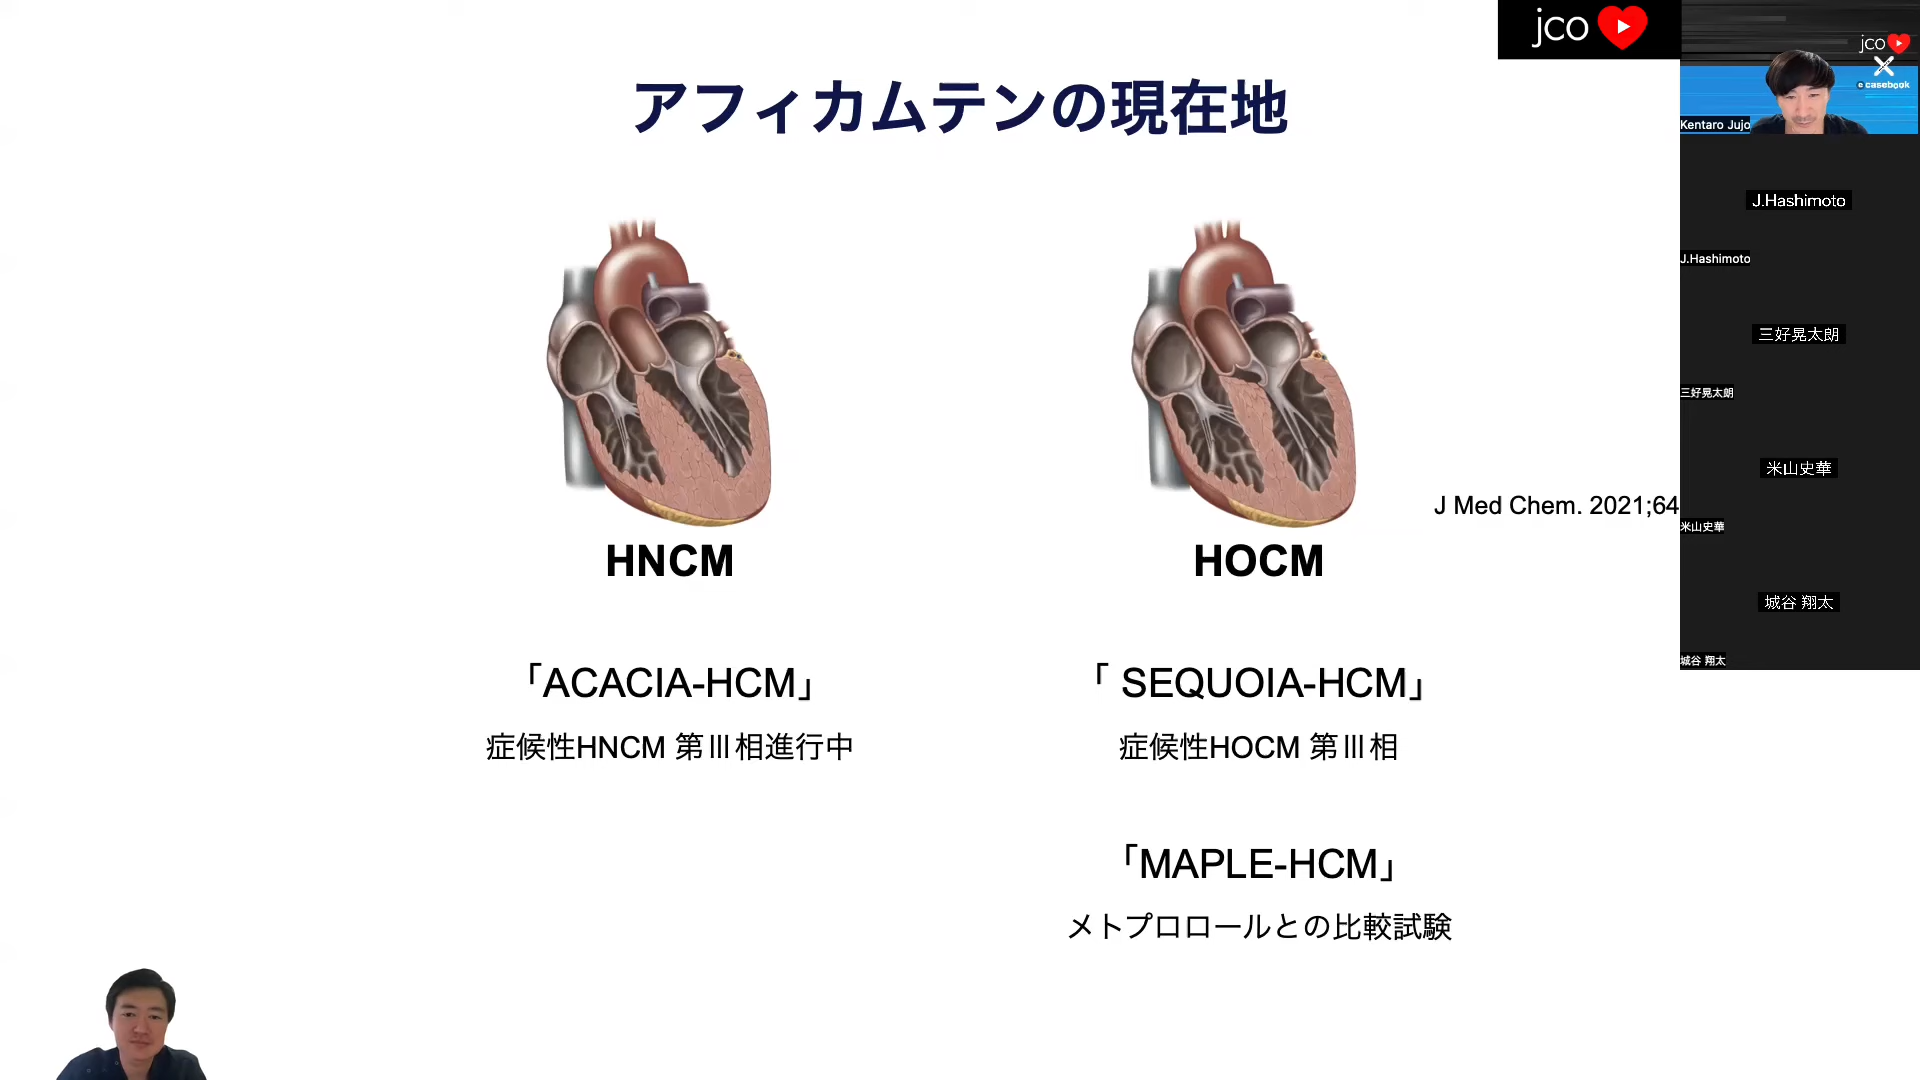 jco
アフィカムテンの現在地
HNCM
HOCM
J Med Chem. 2021;64
「ACACIA-HCM」
症候性HNCM 第Ⅲ相進行中
「 SEQUOIA-HCM」
症候性HOCM 第Ⅲ相
「MAPLE-HCM」
メトプロロールとの比較試験
jco
e casebook
Kentaro Jujo
J.Hashimoto
J.Hashimoto
三好晃太朗
三好晃太朗
米山史華
米山史華
城谷 翔太
城谷 翔太